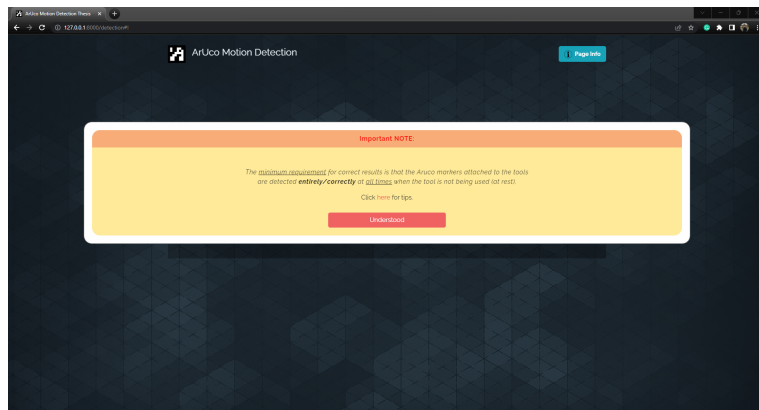 ArUco Motion Detection Thesis
127.0.0.1:8000/detection#!
ArUco Motion Detection
Page Info
Important NOTE:
The minimum requirement for correct results is that the Aruco markers attached to the tools
are detected entirely/correctly at all times when the tool is not being used (at rest).
Click here for tips.
Understood